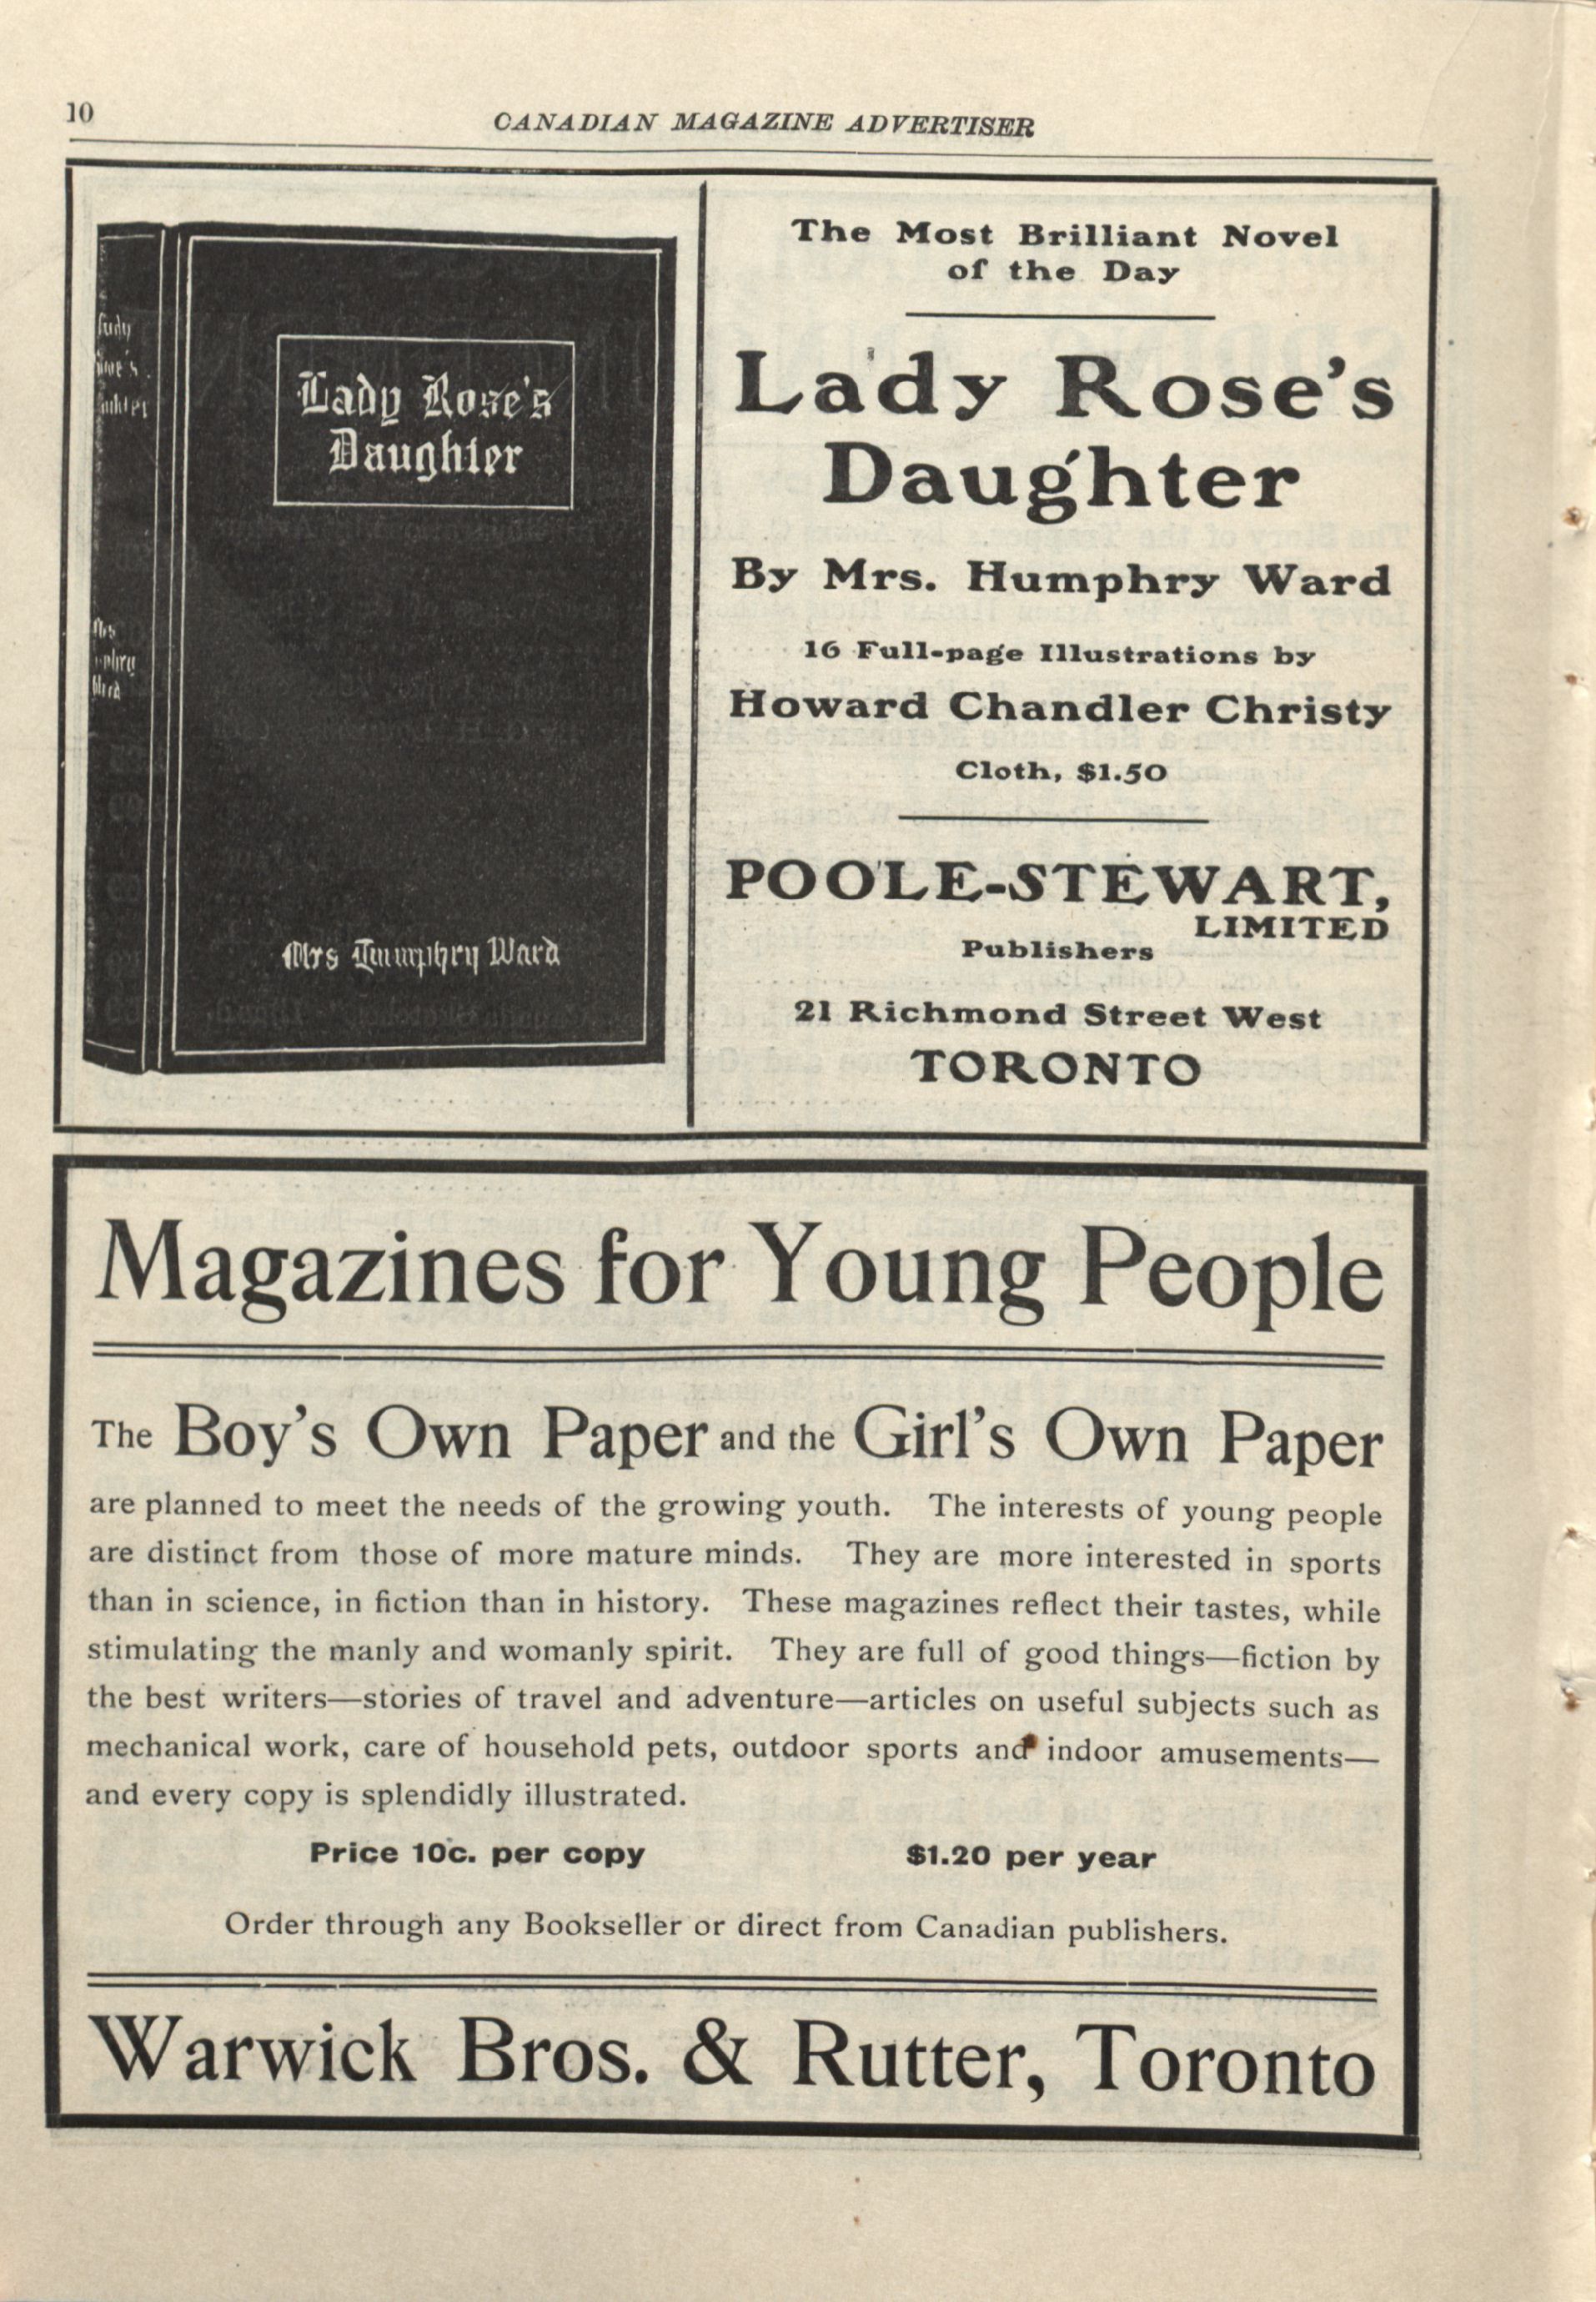 10
CANADIAN MAGAZINE ADVERTISER
Lady Rose's
Daughter
Mrs Humphry Ward
The Most Brilliant Novel
of the Day
Lady Rose's
Daughter
By Mrs. Humphry Ward
16 Full-page Illustrations by
Howard Chandler Christy
Cloth, $1.50
POOLE-STEWART,
LIMITED
Publishers
21 Richmond Street West
TORONTO
Magazines for Young People
The Boy's Own Paper and the Girl's Own Paper
are planned to meet the needs of the growing youth. The interests of young people
are distinct from those of more mature minds. They are more interested in sports
than in science, in fiction than in history. These magazines reflect their tastes, while
stimulating the manly and womanly spirit. They are full of good things—fiction by
the best writers—stories of travel and adventure—articles on useful subjects such as
mechanical work, care of household pets, outdoor sports and indoor amusements—
and every copy is splendidly illustrated.
Price 10c. per copy $1.20 per year
Order through any Bookseller or direct from Canadian publishers.
Warwick Bros. & Rutter, Toronto